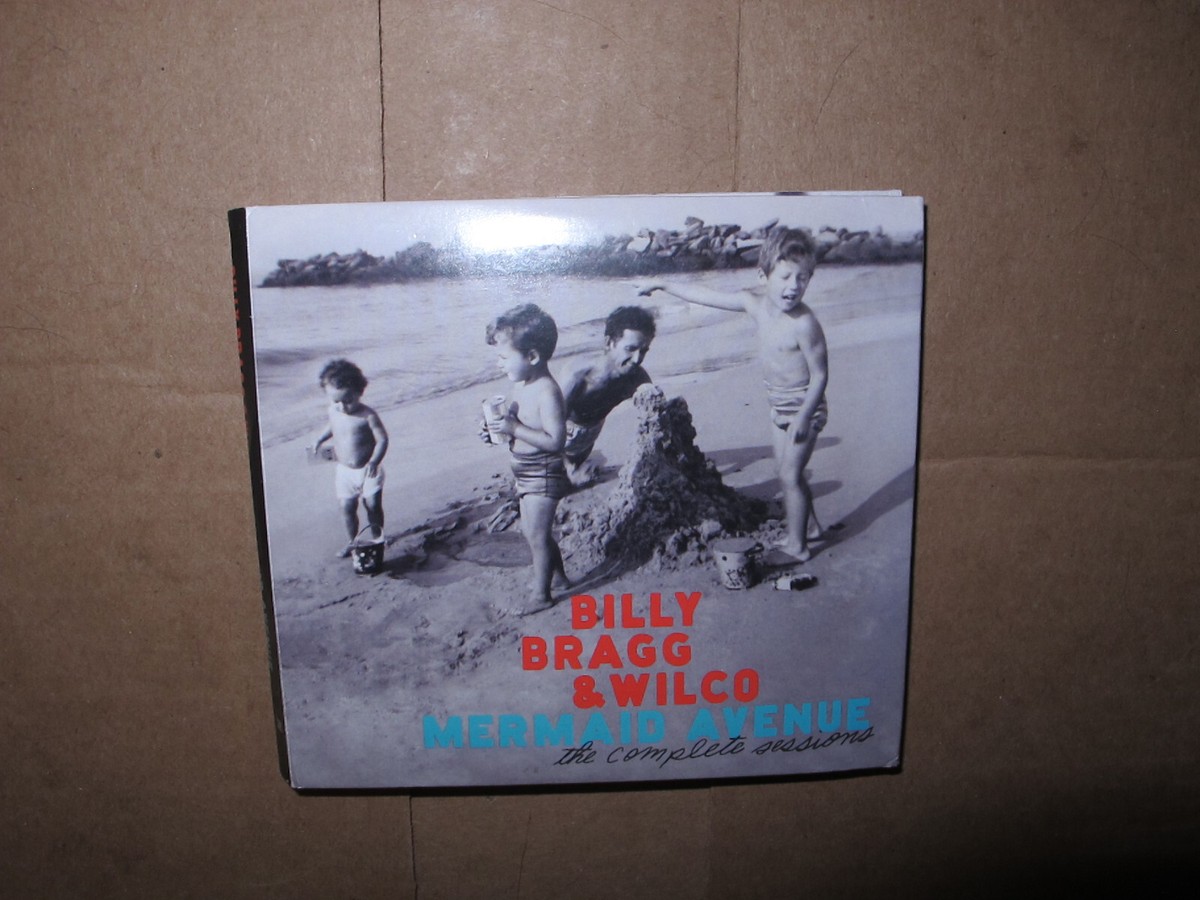 BILLY
BRAGG
& WILCO
MERMAID AVENUE
the complete sessions